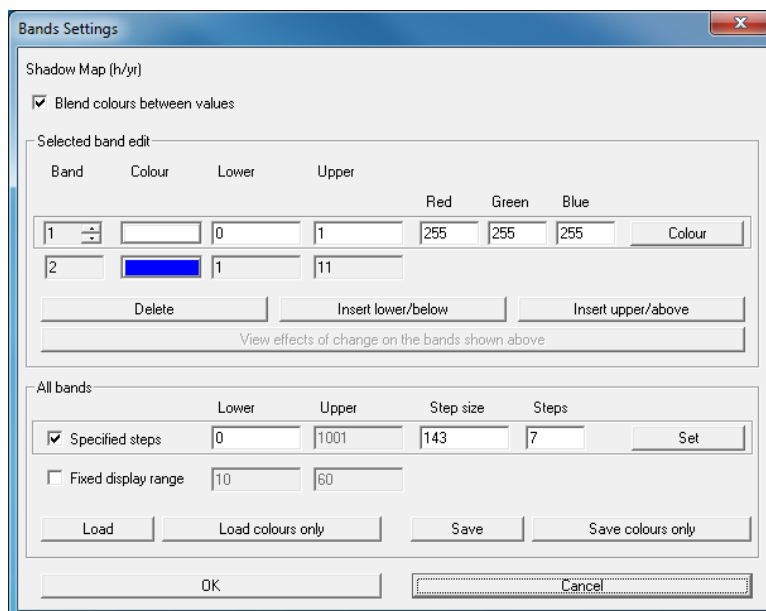 Bands Settings
Shadow Map (h/yr)
Blend colours between values
Selected band edit
Band Colour Lower Upper
Red Green Blue
1 0 1 255 255 255 Colour
2 1 11
Delete Insert lower/below Insert upper/above
View effects of change on the bands shown above
All bands
Lower Upper Step size Steps
Specified steps 0 1001 143 7 Set
Fixed display range 10 60
Load Load colours only Save Save colours only
OK Cancel